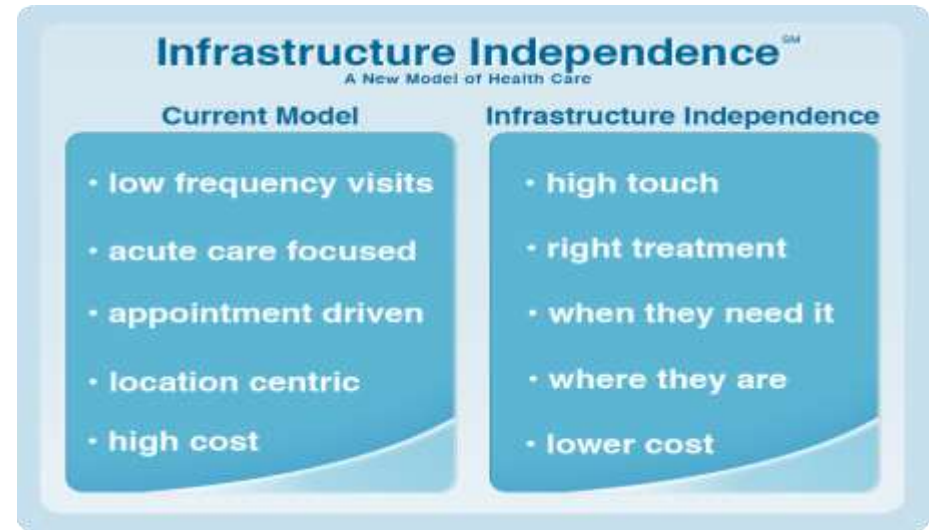 Infrastructure Independence℠
A New Model of Health Care
Current Model
• low frequency visits
• acute care focused
• appointment driven
• location centric
• high cost
Infrastructure Independence
• high touch
• right treatment
• when they need it
• where they are
• lower cost